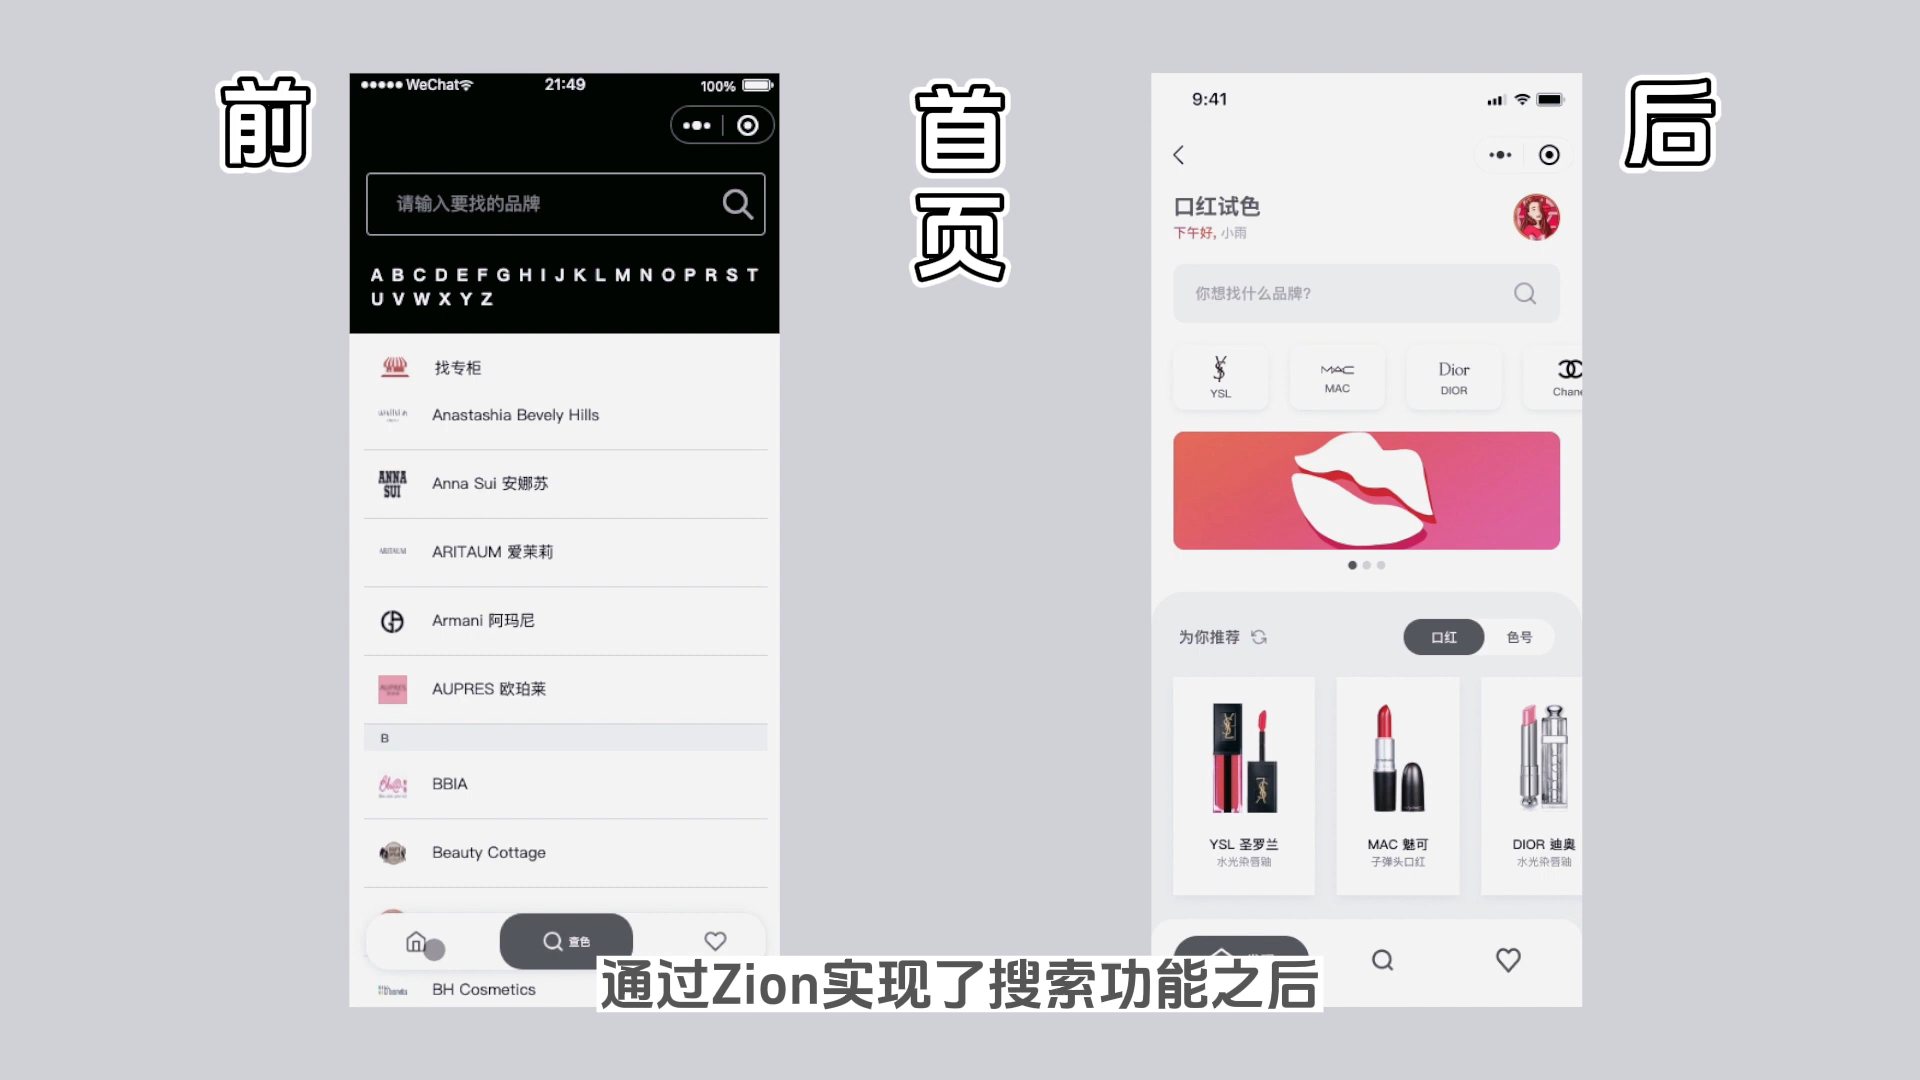 前
首页
后
WeChat
21:49
100%
请输入要找的品牌
A B C D E F G H I J K L M N O P R S T
U V W X Y Z
找专柜
Anastashia Bevely Hills
ANNA
SUI
Anna Sui 安娜苏
ARITAUM
ARITAUM 爱茉莉
Armani 阿玛尼
AUPRES
AUPRES 欧珀莱
B
BBIA
Beauty Cottage
查色
BH Cosmetics
9:41
口红试色
下午好, 小雨
你想找什么品牌?
YSL
MAC
MAC
Dior
DIOR
Chane
为你推荐
口红
色号
YSL 圣罗兰
水光染唇釉
MAC 魅可
子弹头口红
DIOR 迪奥
水光染唇釉
通过Zion实现了搜索功能之后